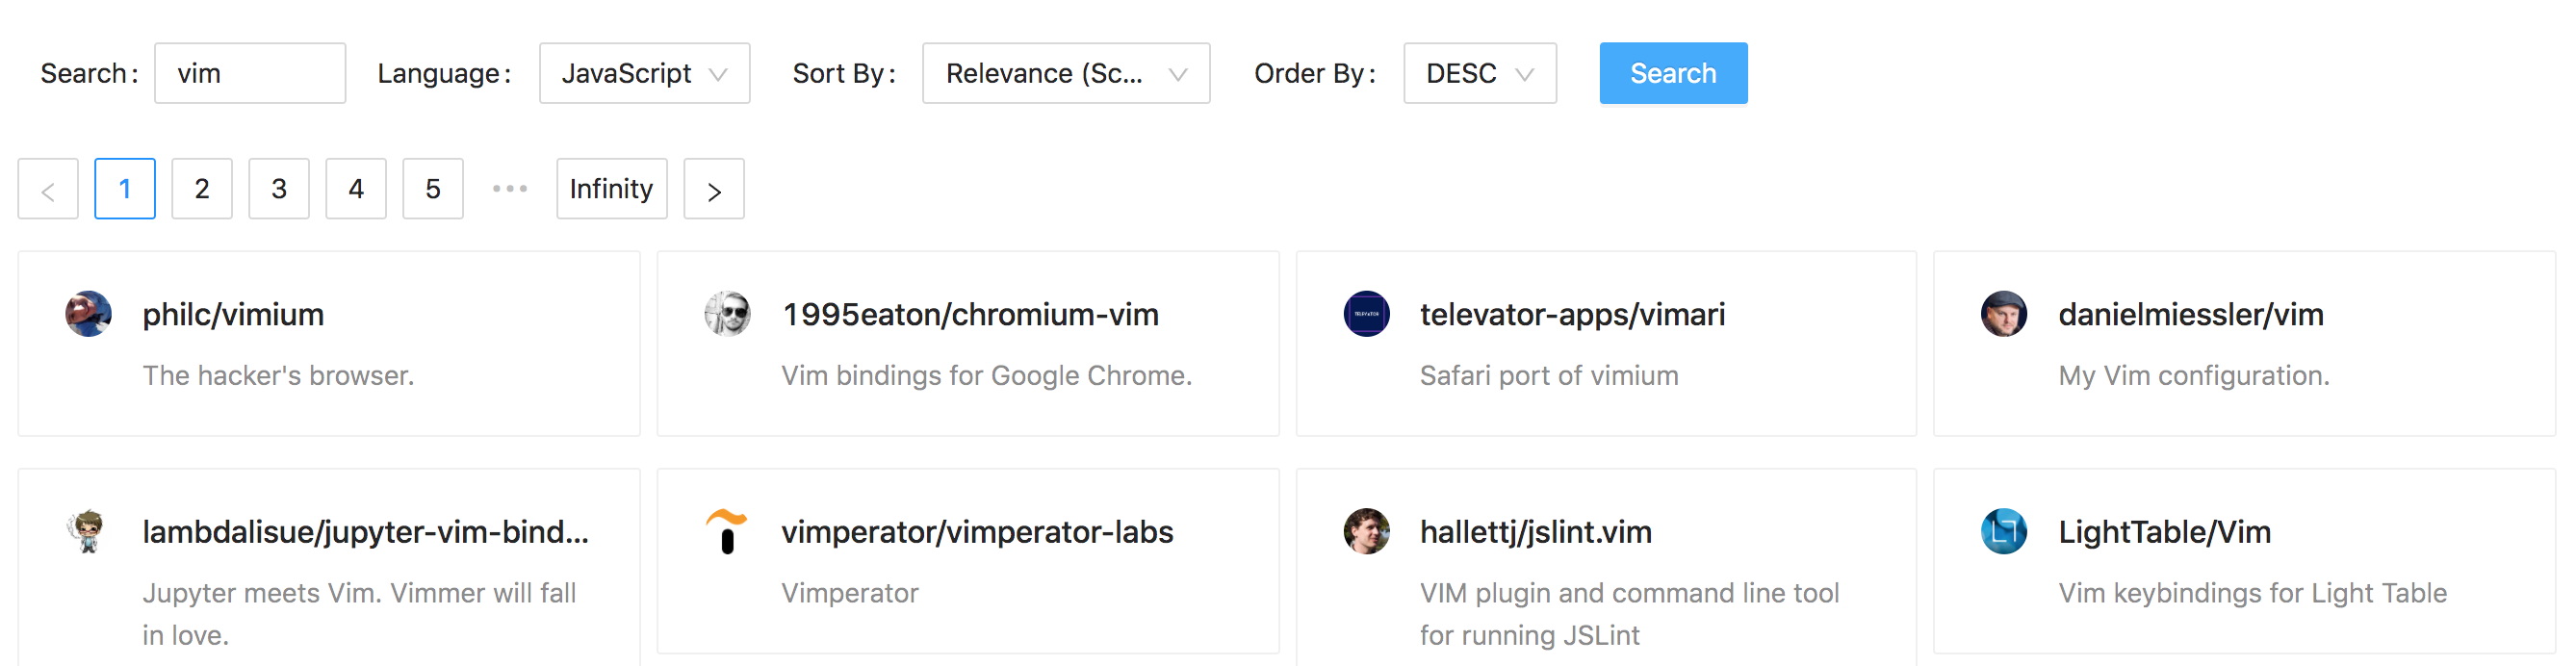 Search: vim Language: JavaScript Sort By: Relevance (Sc... Order By: DESC Search
< 1 2 3 4 5 ••• Infinity >
philc/vimium
The hacker's browser.
1995eaton/chromium-vim
Vim bindings for Google Chrome.
televator-apps/vimari
Safari port of vimium
danielmiessler/vim
My Vim configuration.
lambdalisue/jupyter-vim-bind...
Jupyter meets Vim. Vimmer will fall
in love.
vimperator/vimperator-labs
Vimperator
hallettj/jslint.vim
VIM plugin and command line tool
for running JSLint
LightTable/Vim
Vim keybindings for Light Table
TELEVATOR
LT